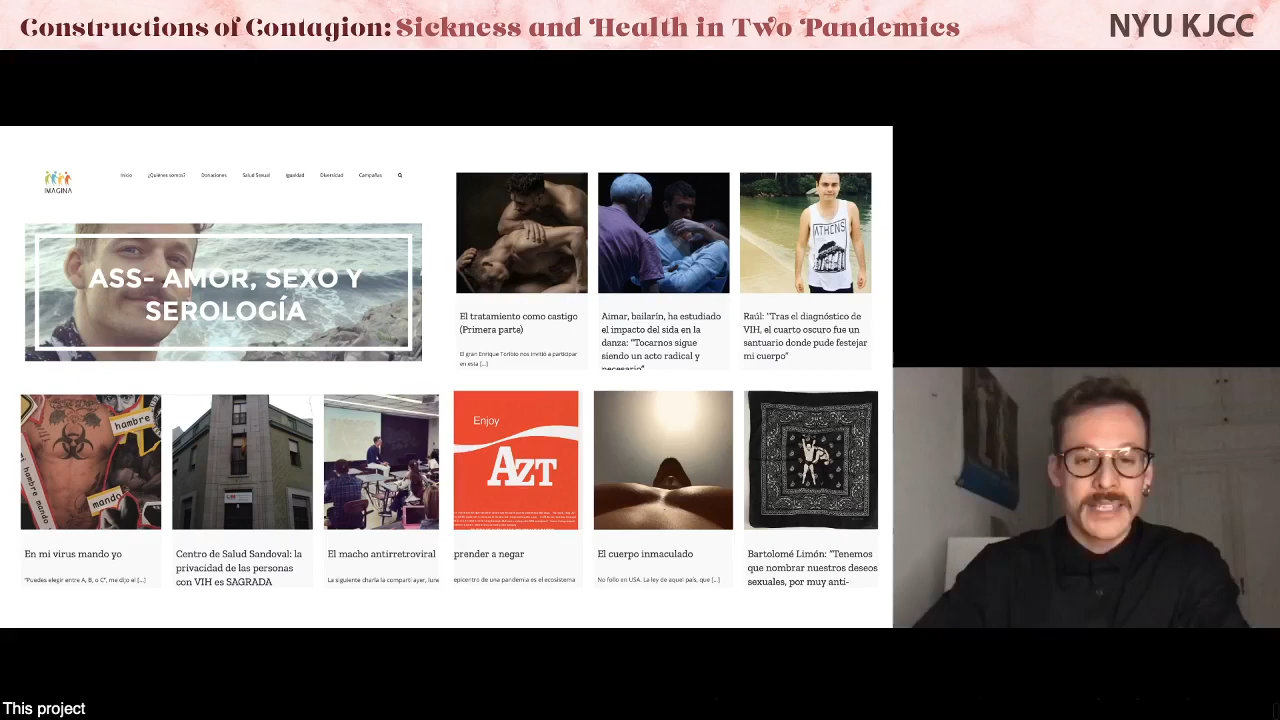 Constructions of Contagion: Sickness and Health in Two Pandemics
NYU KJCC
IMAGINA
Inicio ¿Quiénes somos? Donaciones Salud Sexual Igualdad Diversidad Campañas
ASS- AMOR, SEXO Y
SEROLOGÍA
El tratamiento como castigo
(Primera parte)
El gran Enrique Toribio nos invitó a participar
en esta [...]
Aimar, bailarín, ha estudiado
el impacto del sida en la
danza: “Tocarnos sigue
siendo un acto radical y
necesario”
ATHENS
Raúl: “Tras el diagnóstico de
VIH, el cuarto oscuro fue un
santuario donde pude festejar
mi cuerpo”
hambre
el hombre mando
mando
En mi virus mando yo
“Puedes elegir entre A, B, o C”, me dijo el [...]
Centro de Salud Sandoval: la
privacidad de las personas
con VIH es SAGRADA
El macho antirretroviral
La siguiente charla la compartí ayer, lune
Enjoy
AZT
prender a negar
epicentro de una pandemia es el ecosistema
El cuerpo inmaculado
No follo en USA. La ley de aquel país, que [...]
Bartolomé Limón: “Tenemos
que nombrar nuestros deseos
sexuales, por muy anti-
This project